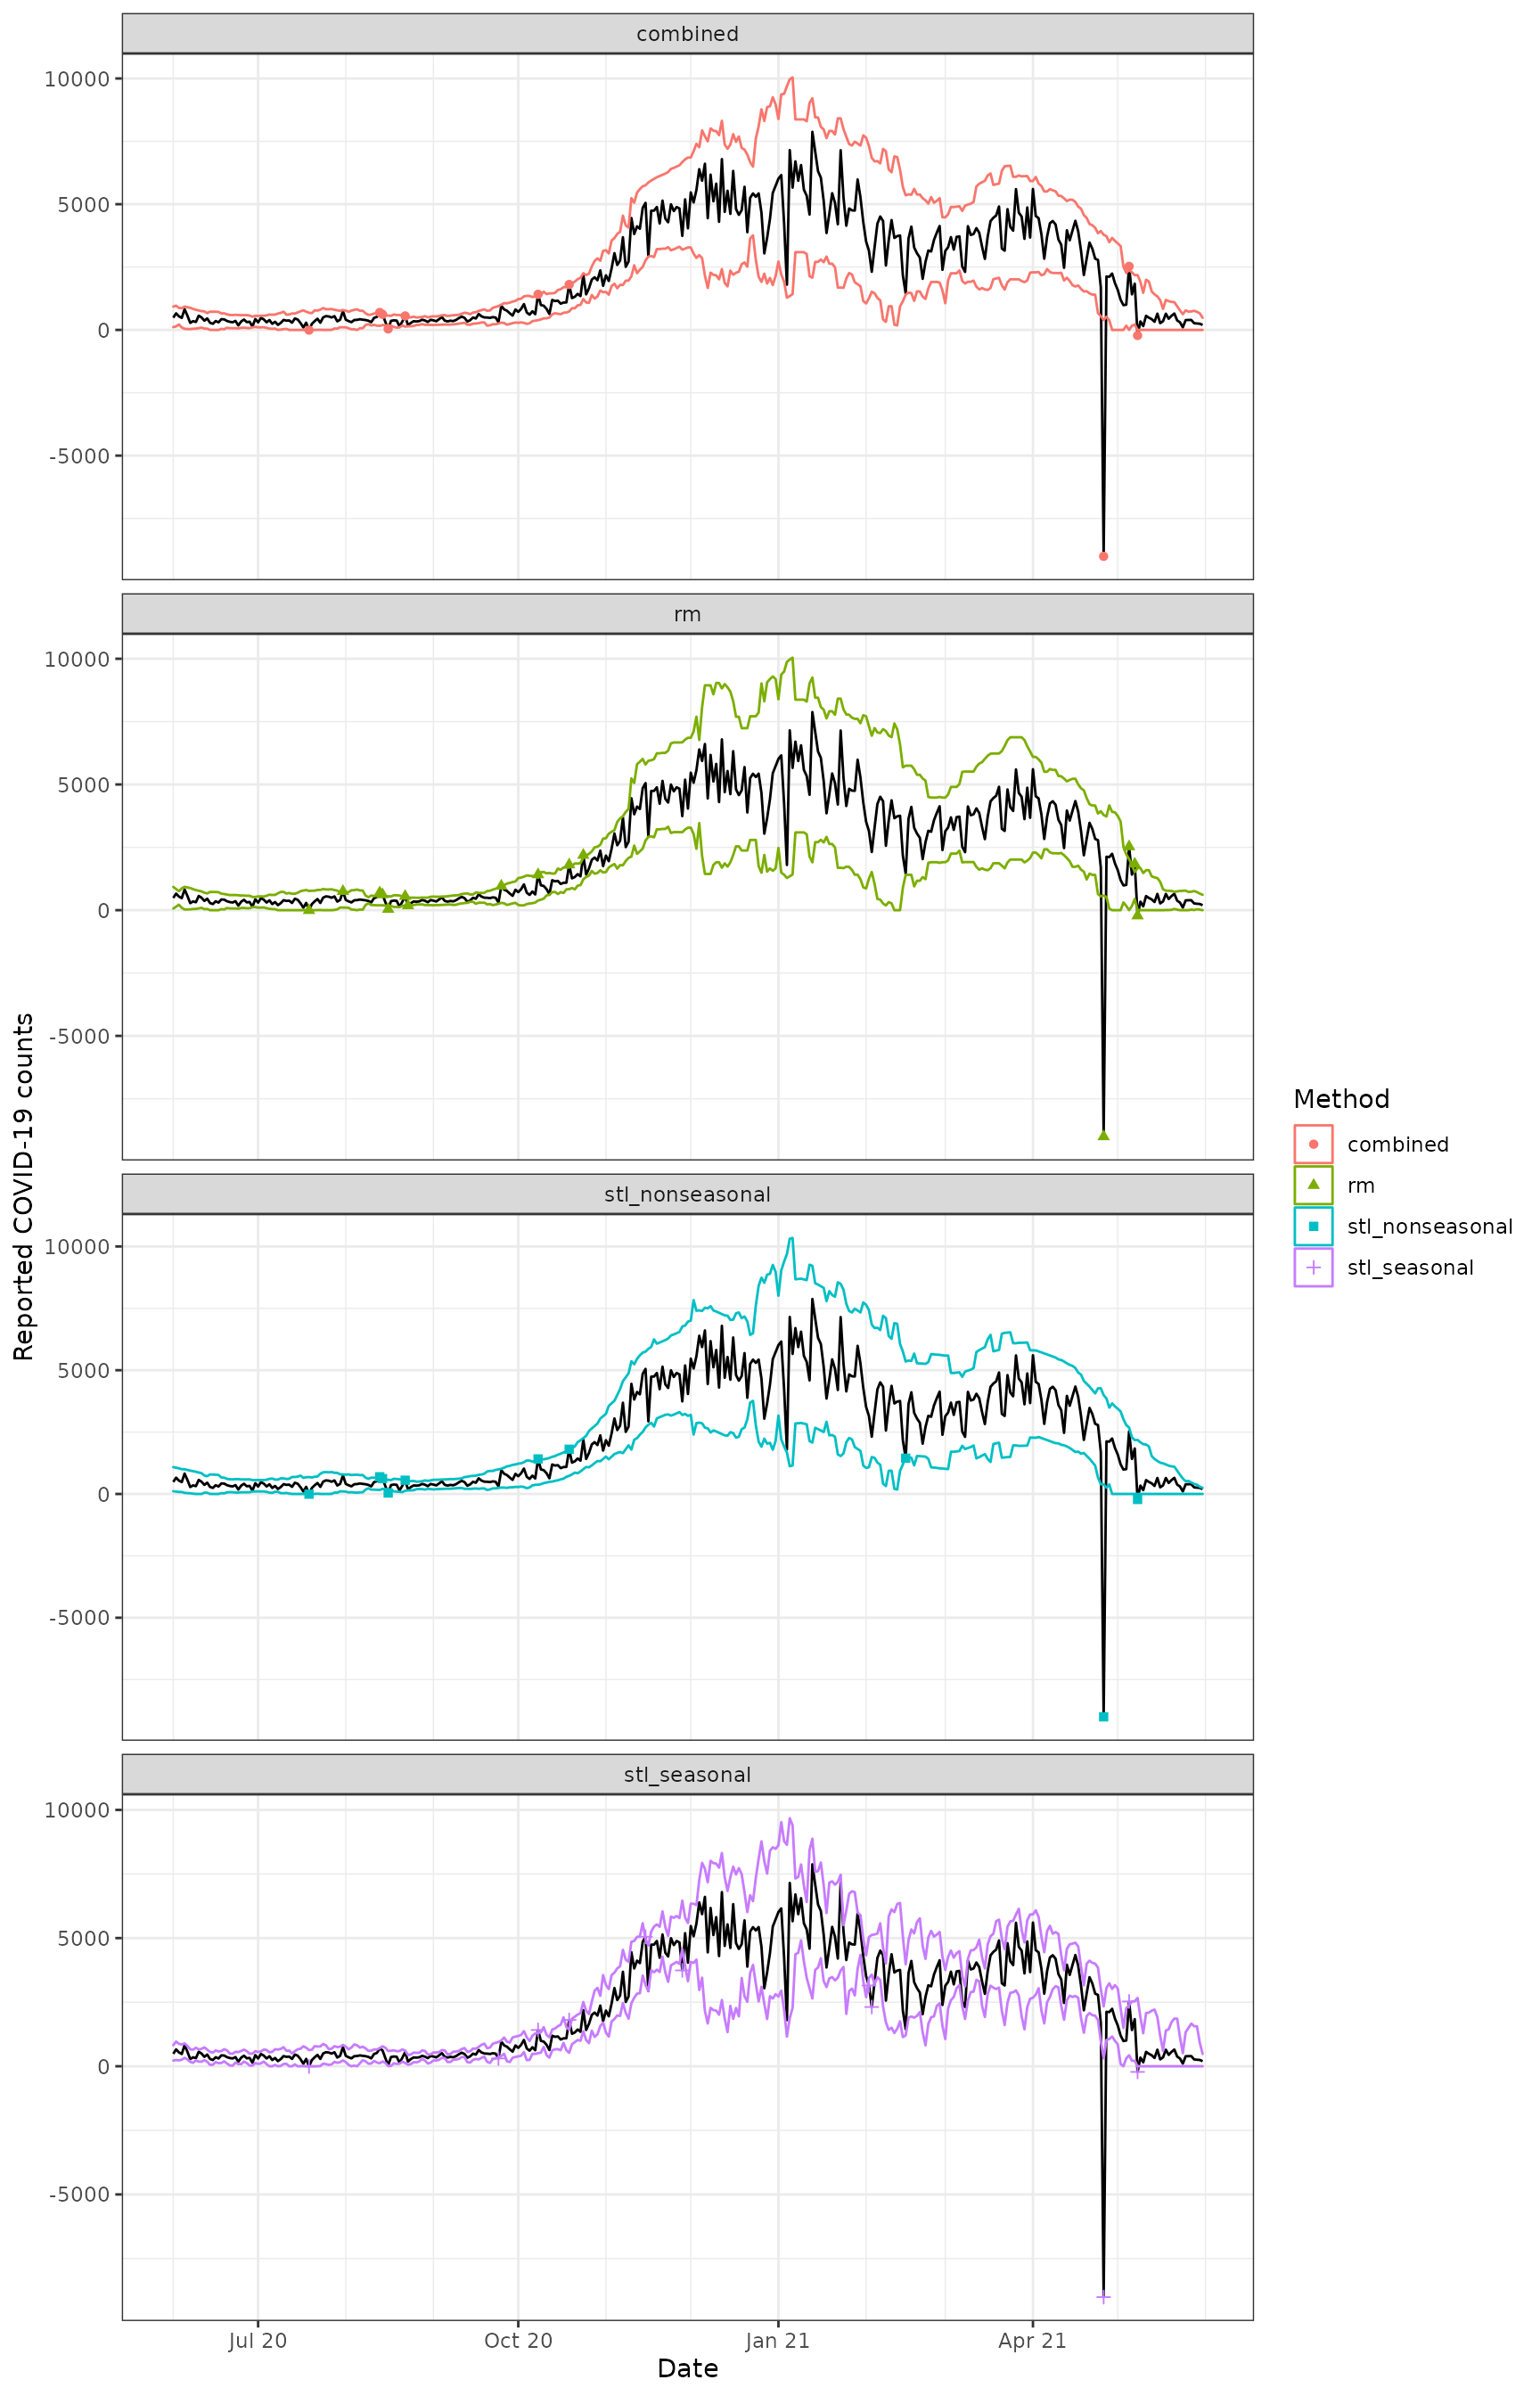 combined
10000
5000
0
-5000
rm
10000
5000
0
-5000
stl_nonseasonal
10000
5000
0
-5000
stl_seasonal
10000
5000
0
-5000
Jul 20
Oct 20
Jan 21
Apr 21
Date
Reported COVID-19 counts
Method
combined
rm
stl_nonseasonal
stl_seasonal